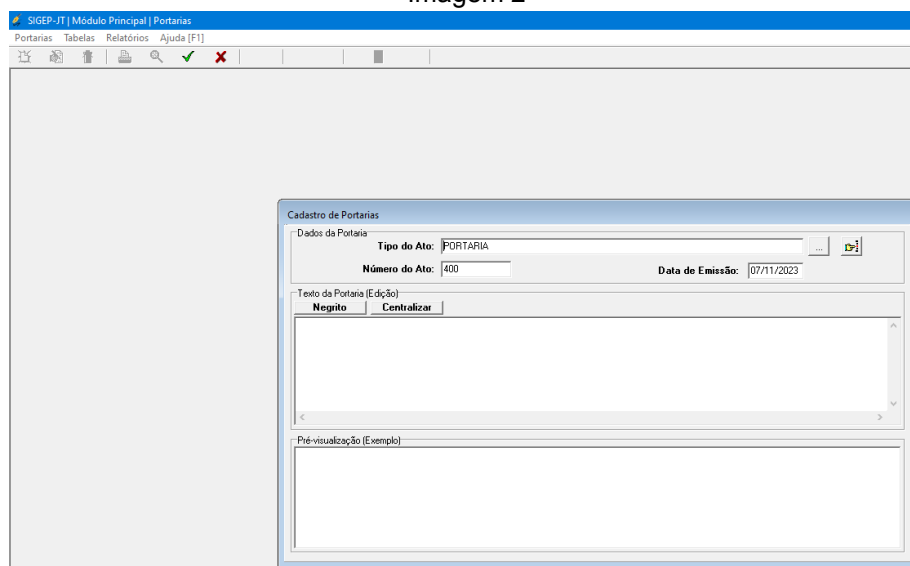 Imagem 2
SIGEP-JT | Módulo Principal | Portarias
Portarias Tabelas Relatórios Ajuda [F1]
Cadastro de Portarias
Dados da Portaria
Tipo do Ato: PORTARIA ...
Número do Ato: 400 Data de Emissão: 07/11/2023
Texto da Portaria (Edição)
Negrito Centralizar
Pré-visualização (Exemplo)